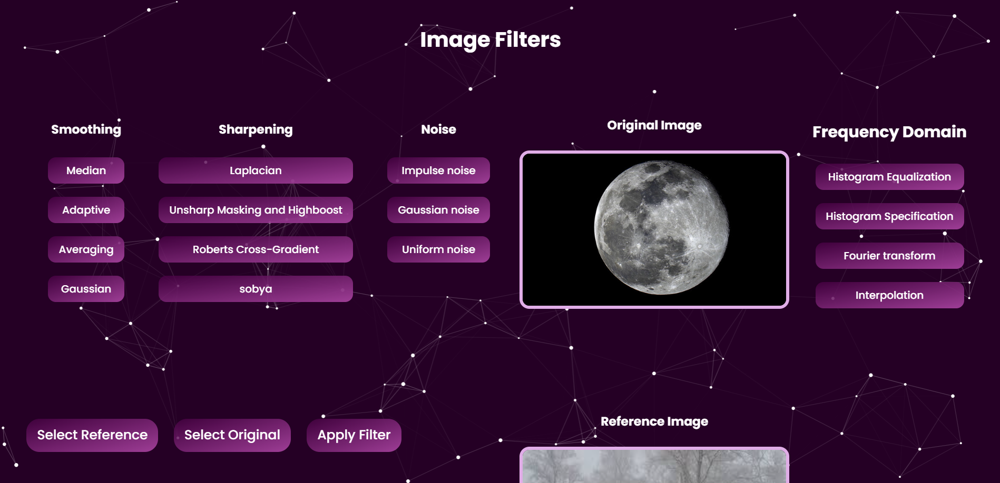 Image Filters
Smoothing
Median
Adaptive
Averaging
Gaussian
Sharpening
Laplacian
Unsharp Masking and Highboost
Roberts Cross-Gradient
sobya
Noise
Impulse noise
Gaussian noise
Uniform noise
Original Image
Frequency Domain
Histogram Equalization
Histogram Specification
Fourier transform
Interpolation
Select Reference
Select Original
Apply Filter
Reference Image